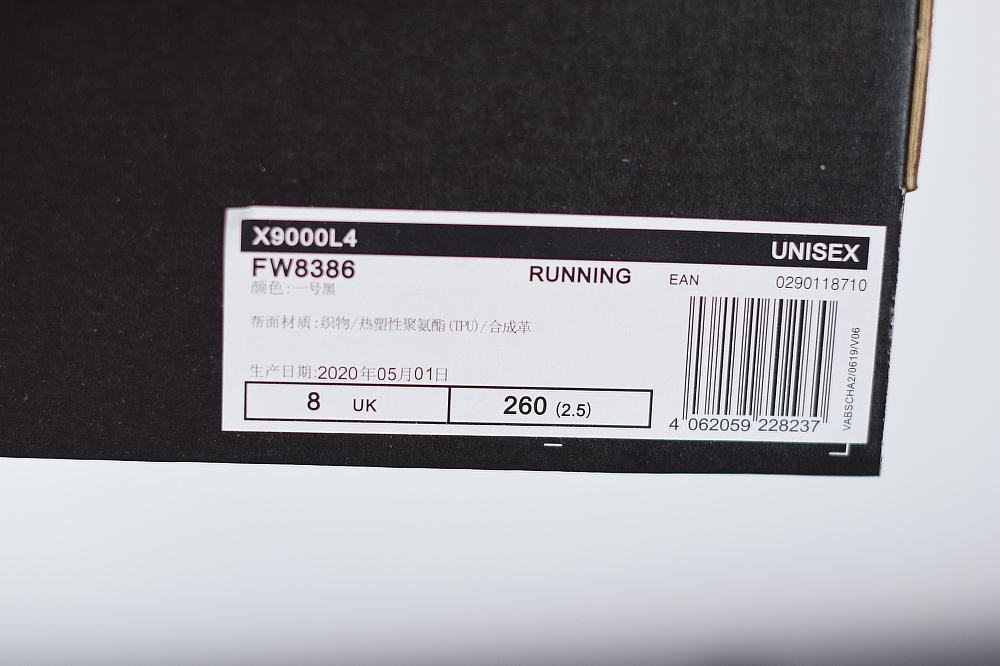 X9000L4
UNISEX
FW8386
RUNNING
EAN
0290118710
颜色:一号黑
帮面材质:织物/热塑性聚氨酯(TPU)/合成革
生产日期:2020年05月01日
8 UK
260 (2.5)
4 062059 228237
VABSCHA2/0619/V06